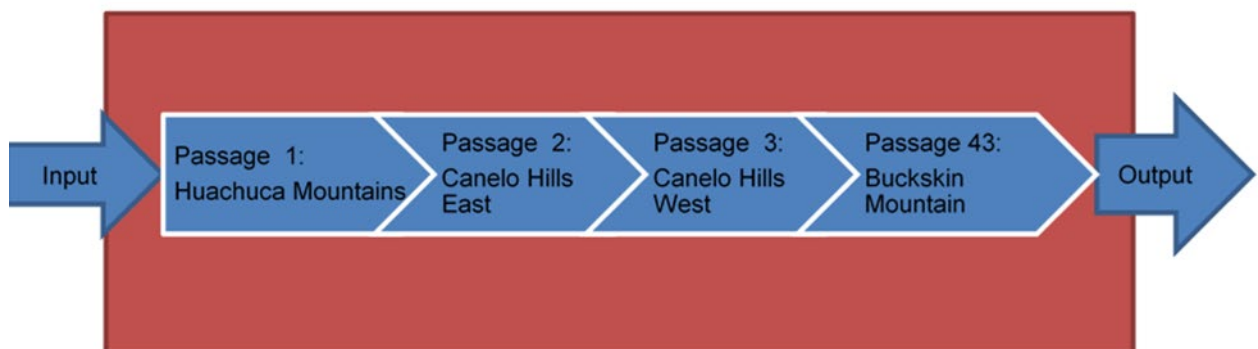 Input
Passage 1:
Huachuca Mountains
Passage 2:
Canelo Hills
East
Passage 3:
Canelo Hills
West
Passage 43:
Buckskin
Mountain
Output